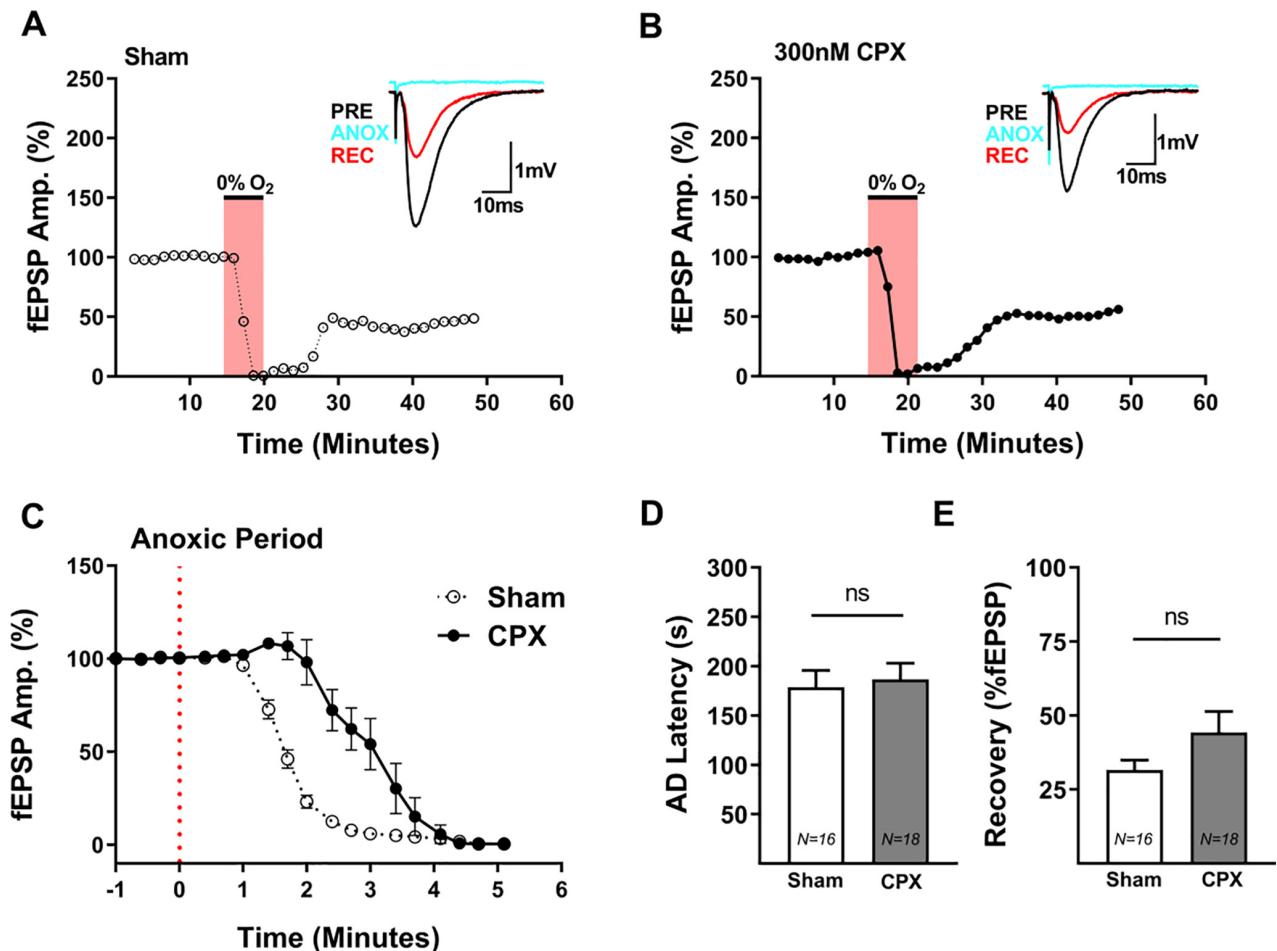 A
Sham
250
200
150
100
50
0
fEPSP Amp. (%)
PRE
ANOX
REC
1mV
10ms
0% O2
10 20 30 40 50 60
Time (Minutes)
B
300nM CPX
250
200
150
100
50
0
fEPSP Amp. (%)
PRE
ANOX
REC
1mV
10ms
0% O2
10 20 30 40 50 60
Time (Minutes)
C
Anoxic Period
150
100
50
0
fEPSP Amp. (%)
Sham
CPX
-1 0 1 2 3 4 5 6
Time (Minutes)
D
300
250
200
150
100
50
AD Latency (s)
ns
N=16 N=18
Sham CPX
E
100
75
50
25
Recovery (%fEPSP)
ns
N=16 N=18
Sham CPX